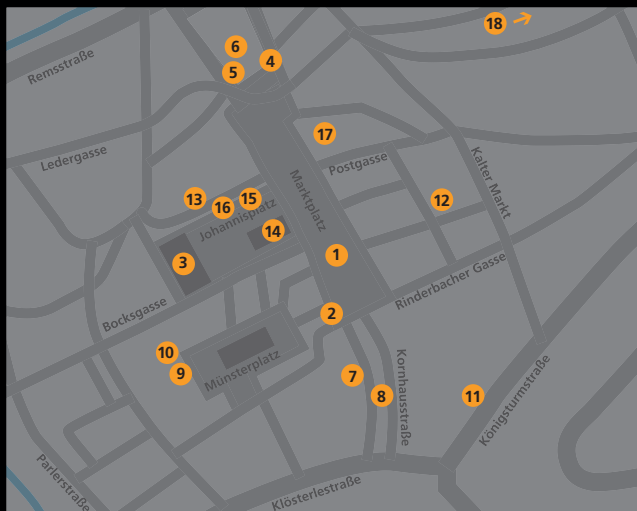 18
6
4
5
Remsstraße
17
Ledergasse
Postgasse
Kalter Markt
Marktplatz
13
16
15
12
Johannisplatz
14
3
1
Rinderbacher Gasse
Bocksgasse
2
10
9
Münsterplatz
7
8
Kornhausstraße
11
Königsturmstraße
Parlerstraße
Klösterlestraße